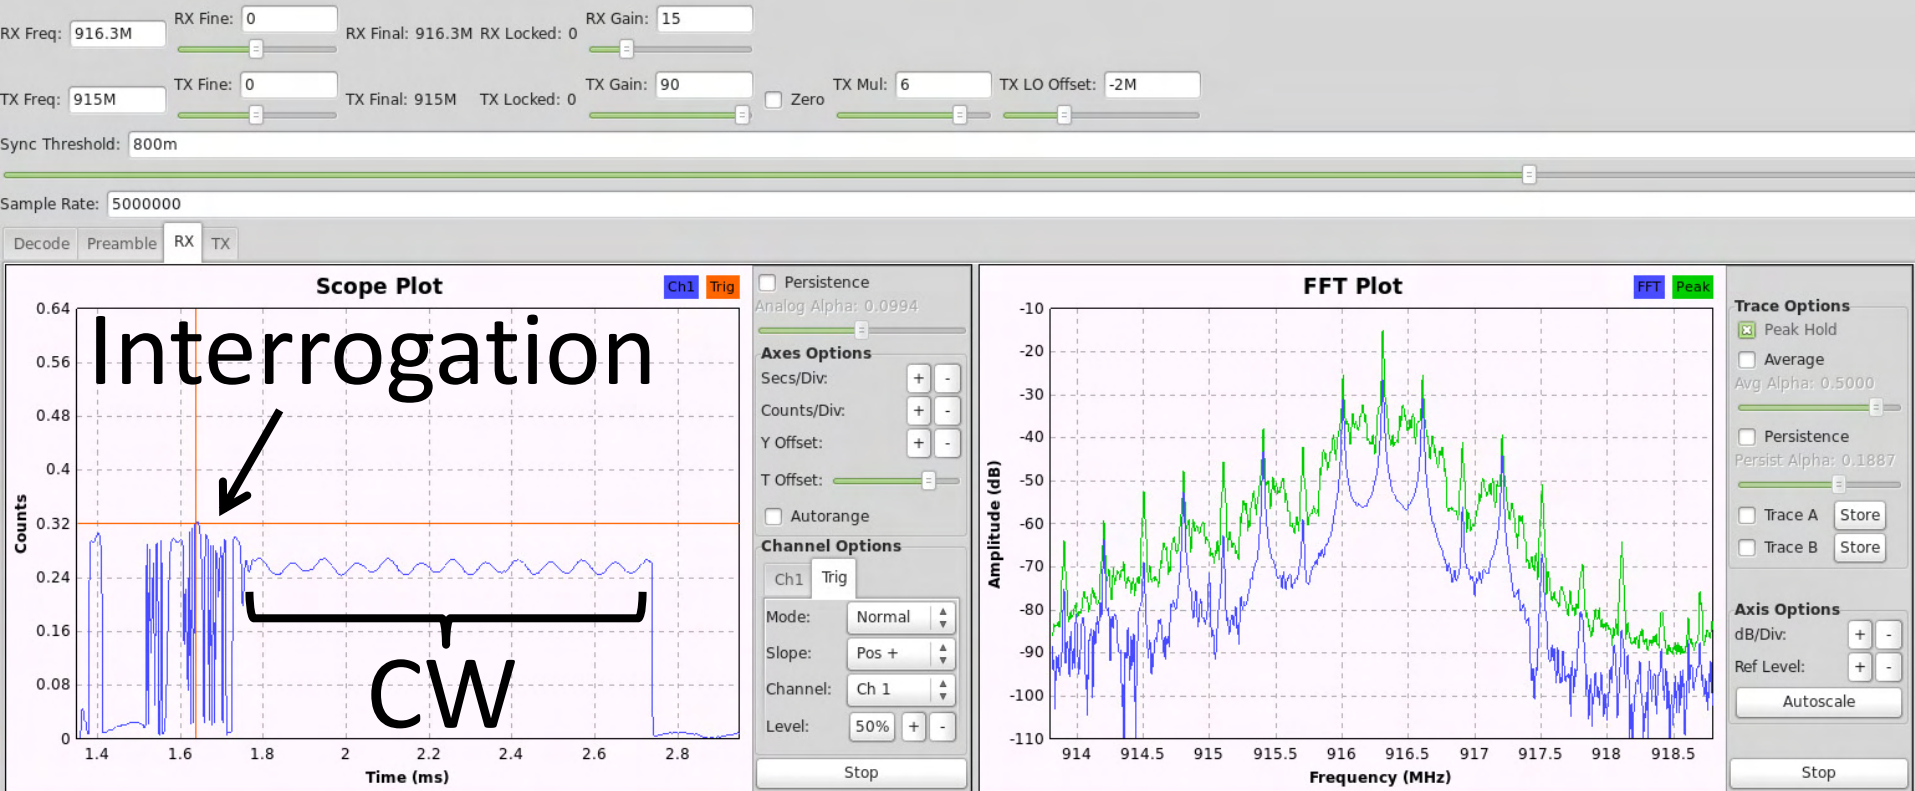 RX Freq: 916.3M RX Fine: 0 RX Final: 916.3M RX Locked: 0 RX Gain: 15
TX Freq: 915M TX Fine: 0 TX Final: 915M TX Locked: 0 TX Gain: 90 Zero TX Mul: 6 TX LO Offset: -2M
Sync Threshold: 800m
Sample Rate: 5000000
Decode Preamble RX TX
Scope Plot
Ch1 Trig
Counts
0.64
0.56
0.48
0.4
0.32
0.24
0.16
0.08
0
Interrogation
CW
1.4 1.6 1.8 2 2.2 2.4 2.6 2.8
Time (ms)
Persistence
Analog Alpha: 0.0994
Axes Options
Secs/Div: + -
Counts/Div: + -
Y Offset: + -
T Offset:
Autorange
Channel Options
Ch1 Trig
Mode: Normal
Slope: Pos +
Channel: Ch 1
Level: 50% + -
Stop
FFT Plot
FFT Peak
Amplitude (dB)
-10
-20
-30
-40
-50
-60
-70
-80
-90
-100
-110
914 914.5 915 915.5 916 916.5 917 917.5 918 918.5
Frequency (MHz)
Trace Options
Peak Hold
Average
Avg Alpha: 0.5000
Persistence
Persist Alpha: 0.1887
Trace A Store
Trace B Store
Axis Options
dB/Div: + -
Ref Level: + -
Autoscale
Stop